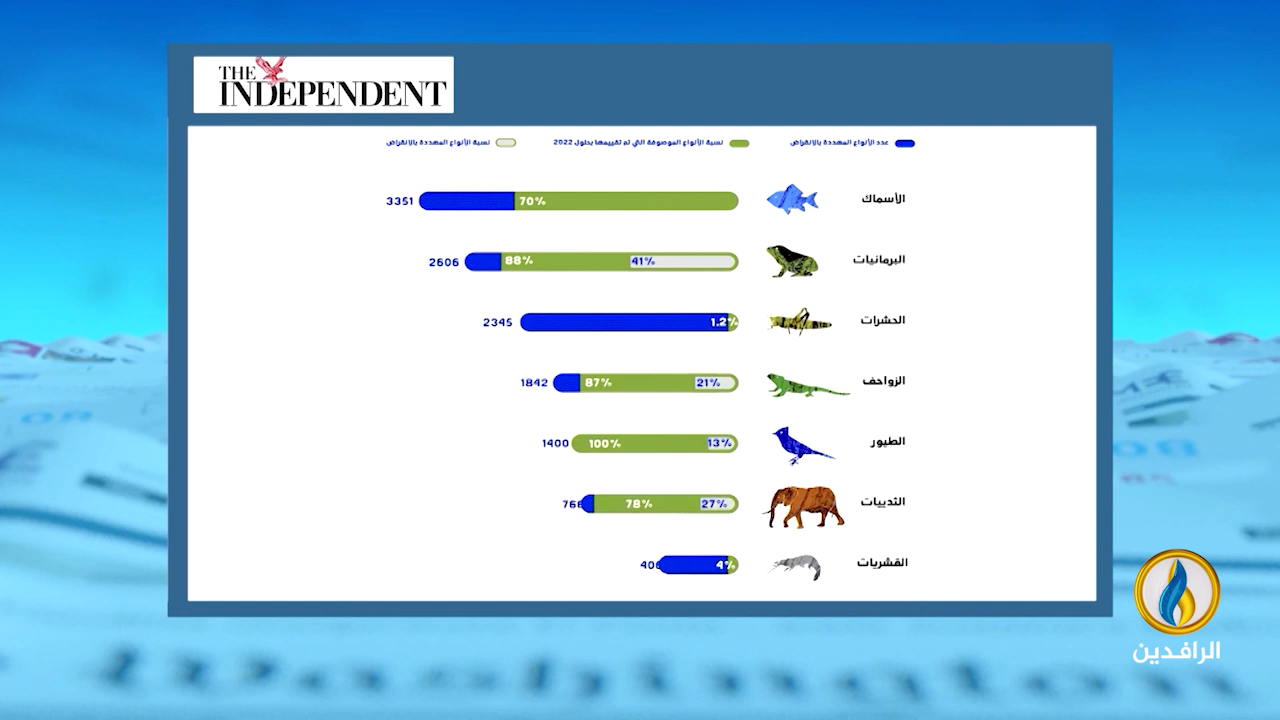 THE
INDEPENDENT
عدد الأنواع المهددة بالانقراض
نسبة الأنواع الموصوفة التي تم تقييمها بحلول 2022
نسبة الأنواع المهددة بالانقراض
الأسماك 70% 3351
البرمائيات 41% 88% 2606
الحشرات 1.2% 2345
الزواحف 21% 87% 1842
الطيور 13% 100% 1400
الثدييات 27% 78% 766
القشريات 4% 406
الرافدين